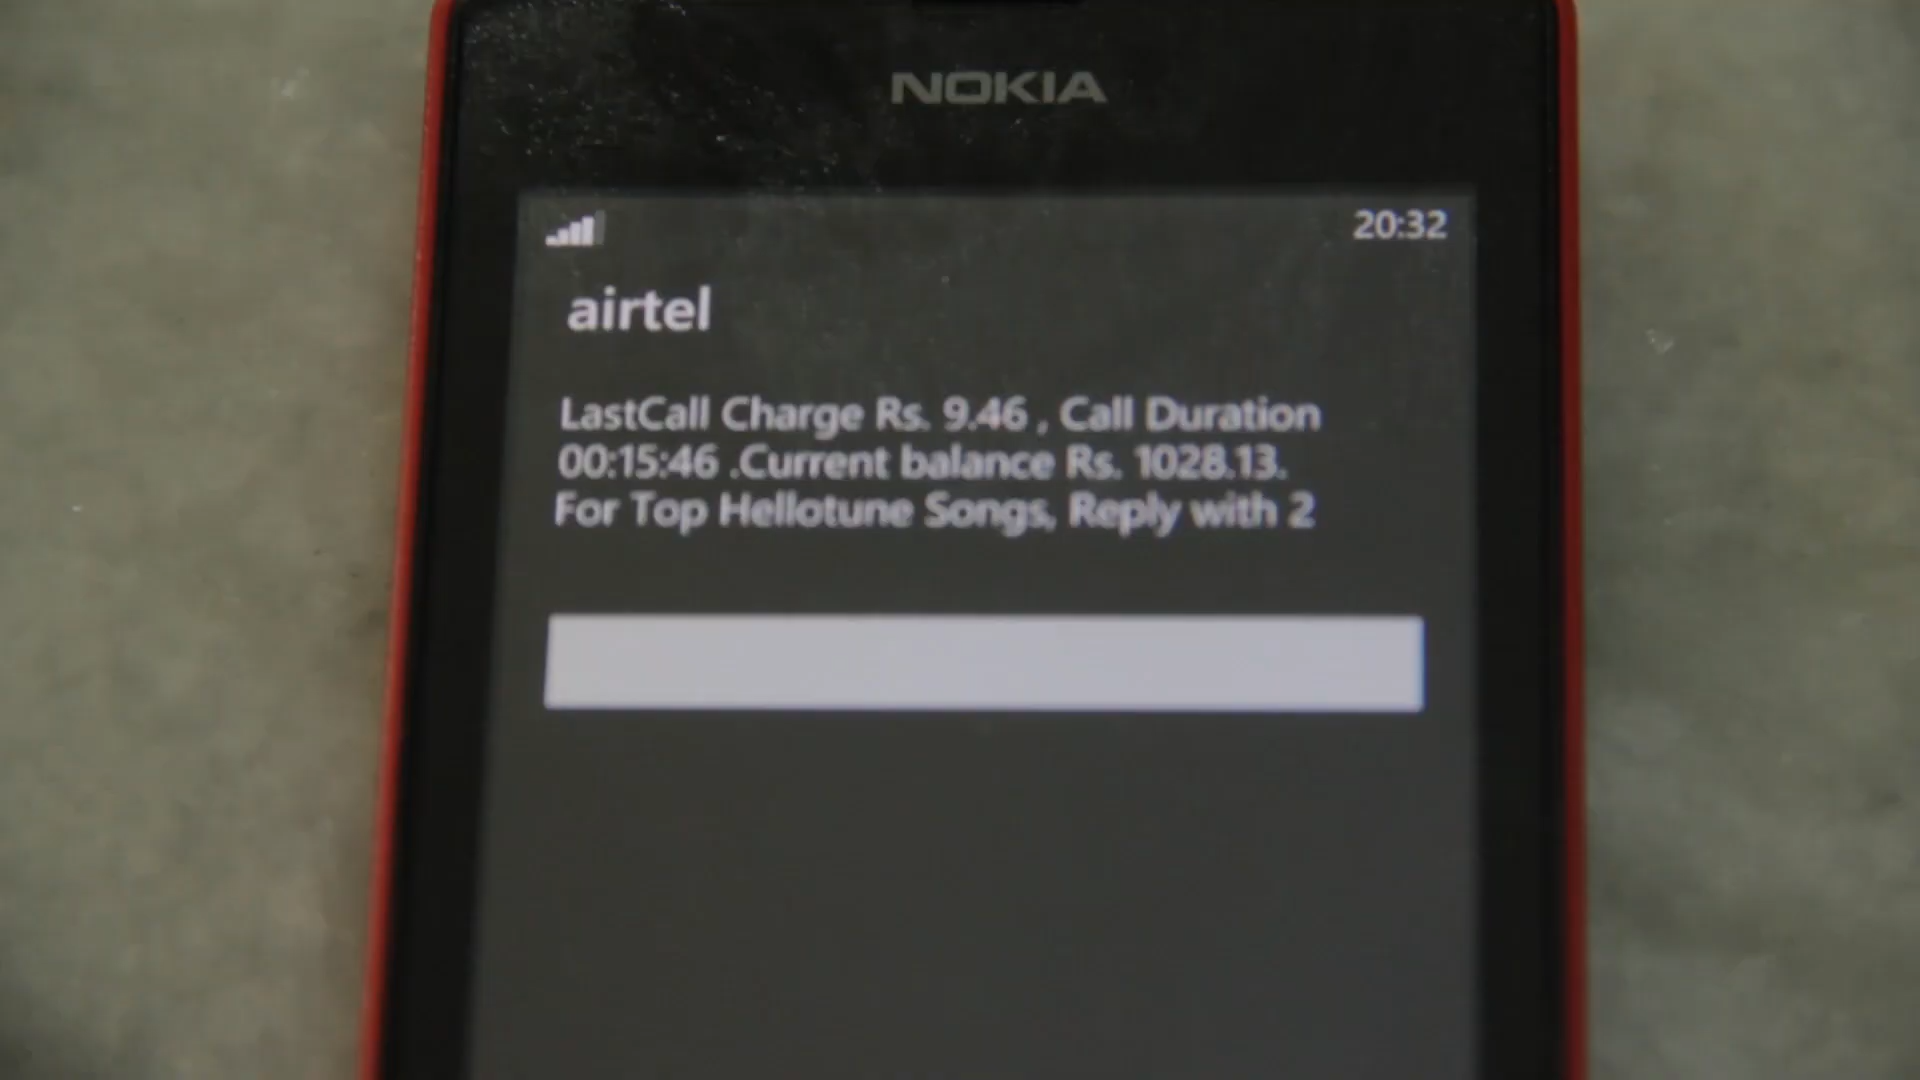 NOKIA
20:32
airtel
LastCall Charge Rs. 9.46 , Call Duration
00:15:46 .Current balance Rs. 1028.13.
For Top Hellotune Songs, Reply with 2